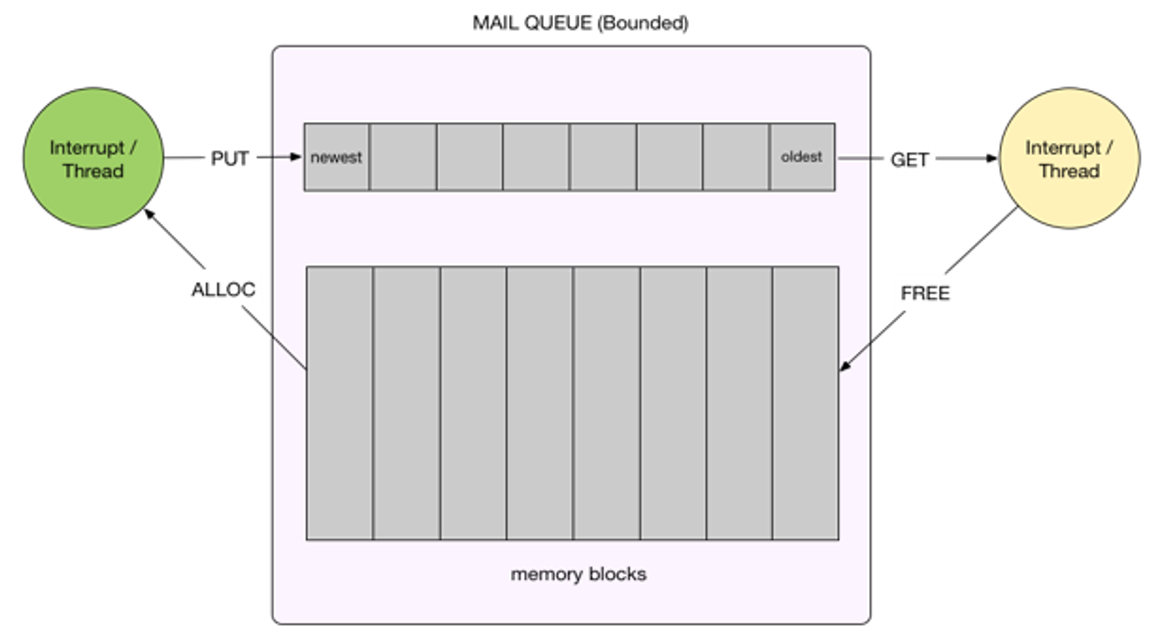 MAIL QUEUE (Bounded)
Interrupt /
Thread
PUT
newest
oldest
GET
Interrupt /
Thread
ALLOC
FREE
memory blocks